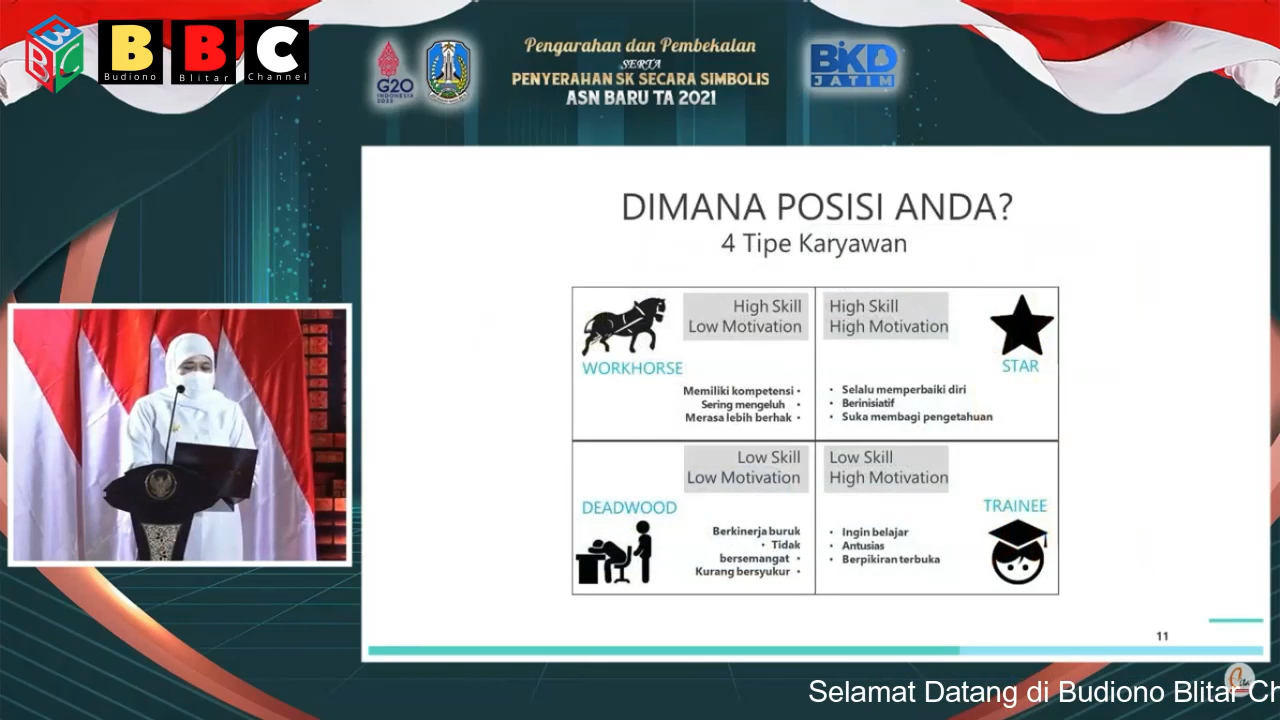 B B C
Budiono Blitar Channel
G20
INDONESIA
2022
Pengarahan dan Pembekalan
SERTA
PENYERAHAN SK SECARA SIMBOLIS
ASN BARU TA 2021
BKD
JATIM
DIMANA POSISI ANDA?
4 Tipe Karyawan
High Skill
Low Motivation
WORKHORSE
Memiliki kompetensi •
Sering mengeluh •
Merasa lebih berhak •
High Skill
High Motivation
STAR
• Selalu memperbaiki diri
• Berinisiatif
• Suka membagi pengetahuan
Low Skill
Low Motivation
DEADWOOD
Berkinerja buruk
• Tidak
bersemangat •
Kurang bersyukur •
Low Skill
High Motivation
TRAINEE
• Ingin belajar
• Antusias
• Berpikiran terbuka
11
Selamat Datang di Budiono Blitar Ch